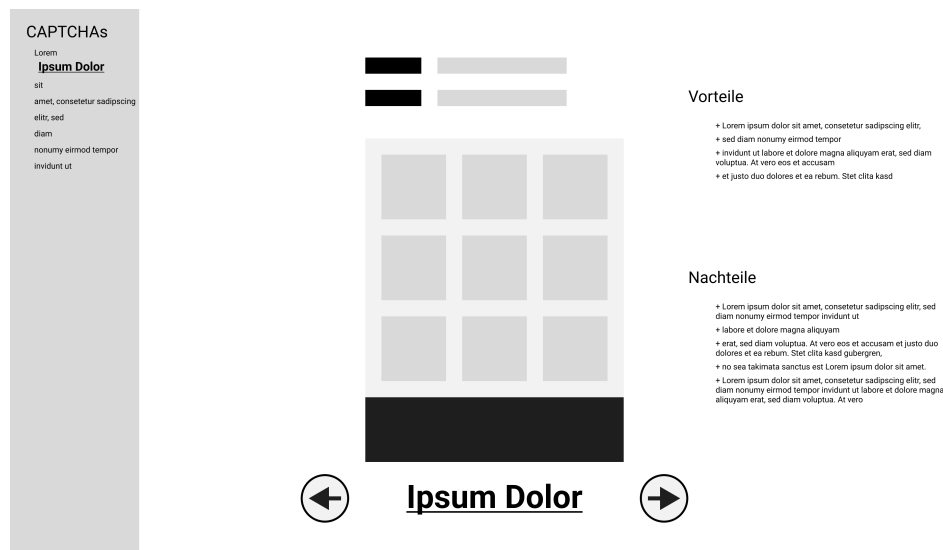 CAPTCHAs
Lorem
Ipsum Dolor
sit
amet, consetetur sadipscing
elitr, sed
diam
nonumy eirmod tempor
invidunt ut
Vorteile
+ Lorem ipsum dolor sit amet, consetetur sadipscing elitr,
+ sed diam nonumy eirmod tempor
+ invidunt ut labore et dolore magna aliquyam erat, sed diam
voluptua. At vero eos et accusam
+ et justo duo dolores et ea rebum. Stet clita kasd
Nachteile
+ Lorem ipsum dolor sit amet, consetetur sadipscing elitr, sed
diam nonumy eirmod tempor invidunt ut
+ labore et dolore magna aliquyam
+ erat, sed diam voluptua. At vero eos et accusam et justo duo
dolores et ea rebum. Stet clita kasd gubergren,
+ no sea takimata sanctus est Lorem ipsum dolor sit amet.
+ Lorem ipsum dolor sit amet, consetetur sadipscing elitr, sed
diam nonumy eirmod tempor invidunt ut labore et dolore magna
aliquyam erat, sed diam voluptua. At vero
Ipsum Dolor